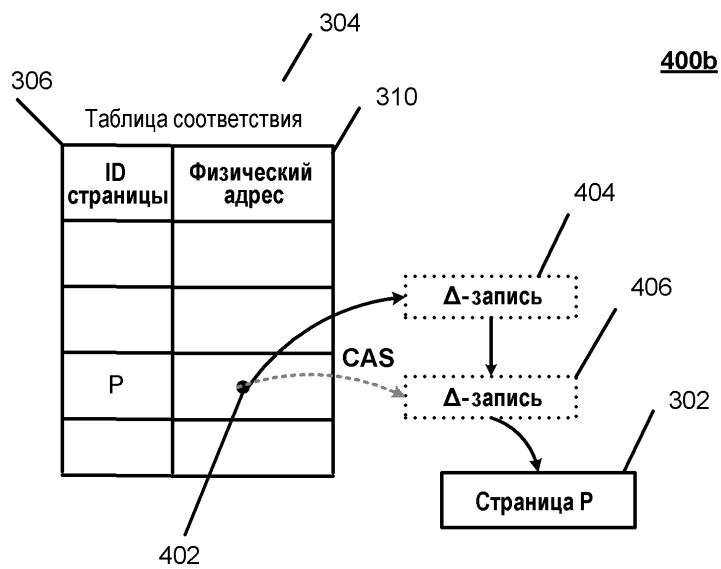 304
400b
306
310
Таблица соответствия
ID страницы
Физический адрес
404
Δ-запись
406
CAS
P
Δ-запись
302
Страница P
402